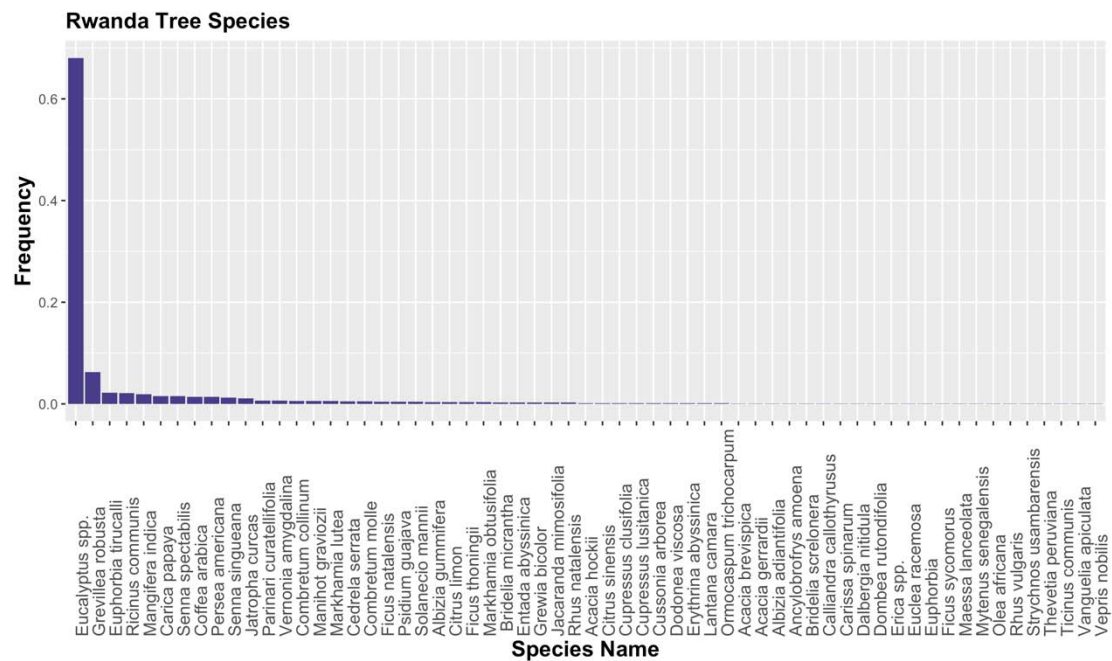 Rwanda Tree Species
Frequency
0.6
0.4
0.2
0.0
Eucalyptus spp.
Grevillea robusta
Euphorbia tirucalli
Ricinus communis
Mangifera indica
Carica papaya
Senna spectabilis
Coffea arabica
Persea americana
Senna singueana
Jatropha curcas
Parinari curatellifolia
Vernonia amygdalina
Combretum collinum
Manihot graviozii
Markhamia lutea
Cedrela serrata
Combretum molle
Ficus natalensis
Psidium guajava
Solanecio mannii
Albizia gummifera
Citrus limon
Ficus thoningii
Markhamia obtusifolia
Bridelia micrantha
Entada abyssinica
Grewia bicolor
Jacaranda mimosifolia
Rhus natalensis
Acacia hockii
Citrus sinensis
Cupressus clusifolia
Cupressus lusitanica
Cussonia arborea
Dodonea viscosa
Erythrina abyssinica
Lantana camara
Ormocaspum trichocarpum
Acacia brevispica
Acacia gerrardii
Albizia adiantifolia
Ancylobrofrys amoena
Bridelia screlonera
Calliandra callothyrusus
Carissa spinarum
Dalbergia nitidula
Dombea rutondifolia
Erica spp.
Euclea racemosa
Euphorbia
Ficus sycomorus
Maessa lanceolata
Mytenus senegalensis
Olea africana
Rhus vulgaris
Strychnos usambarensis
Thevetia peruviana
Ticinus communis
Vanguelia apiculata
Vepris nobilis
Species Name